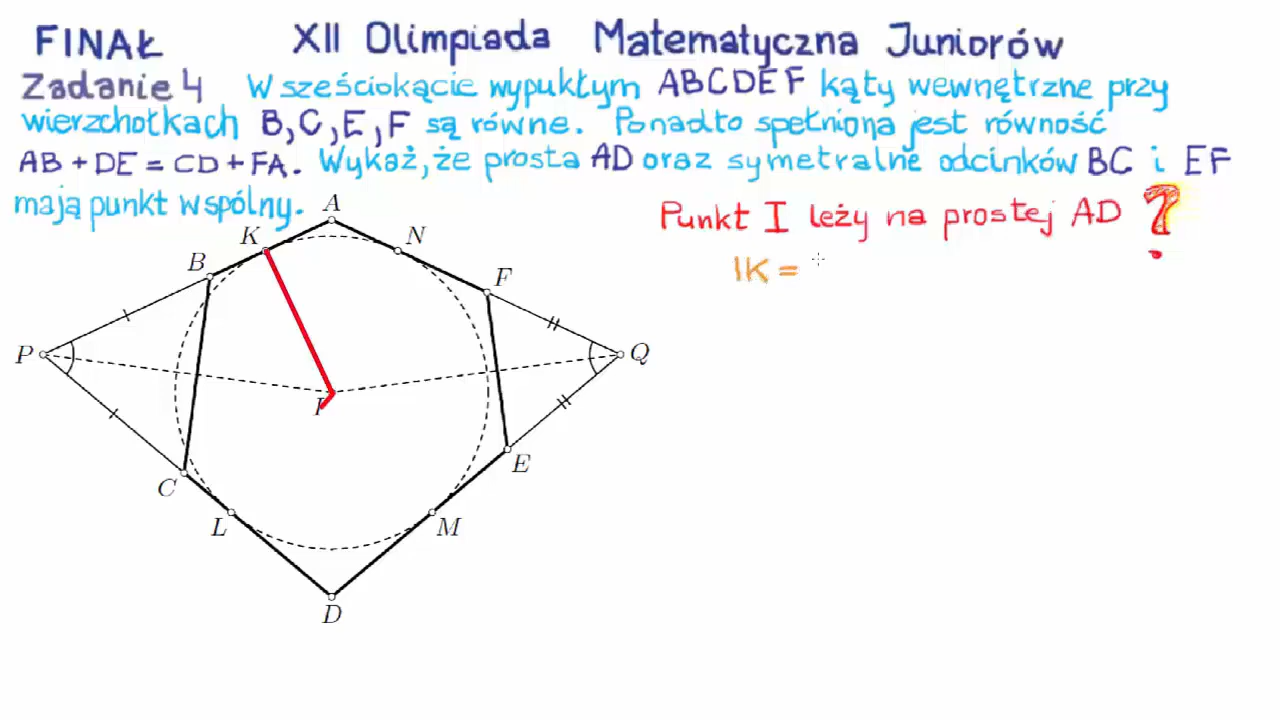 FINAŁ XII Olimpiada Matematyczna Juniorów
Zadanie 4 W sześciokącie wypukłym ABCDEF kąty wewnętrzne przy
wierzchołkach B, C, E, F są równe. Ponadto spełniona jest równość
AB + DE = CD + FA. Wykaż, że prosta AD oraz symetralne odcinków BC i EF
mają punkt wspólny.
Punkt I leży na prostej AD ?
IK =
A
K
N
B
F
P
Q
I
E
C
L
M
D